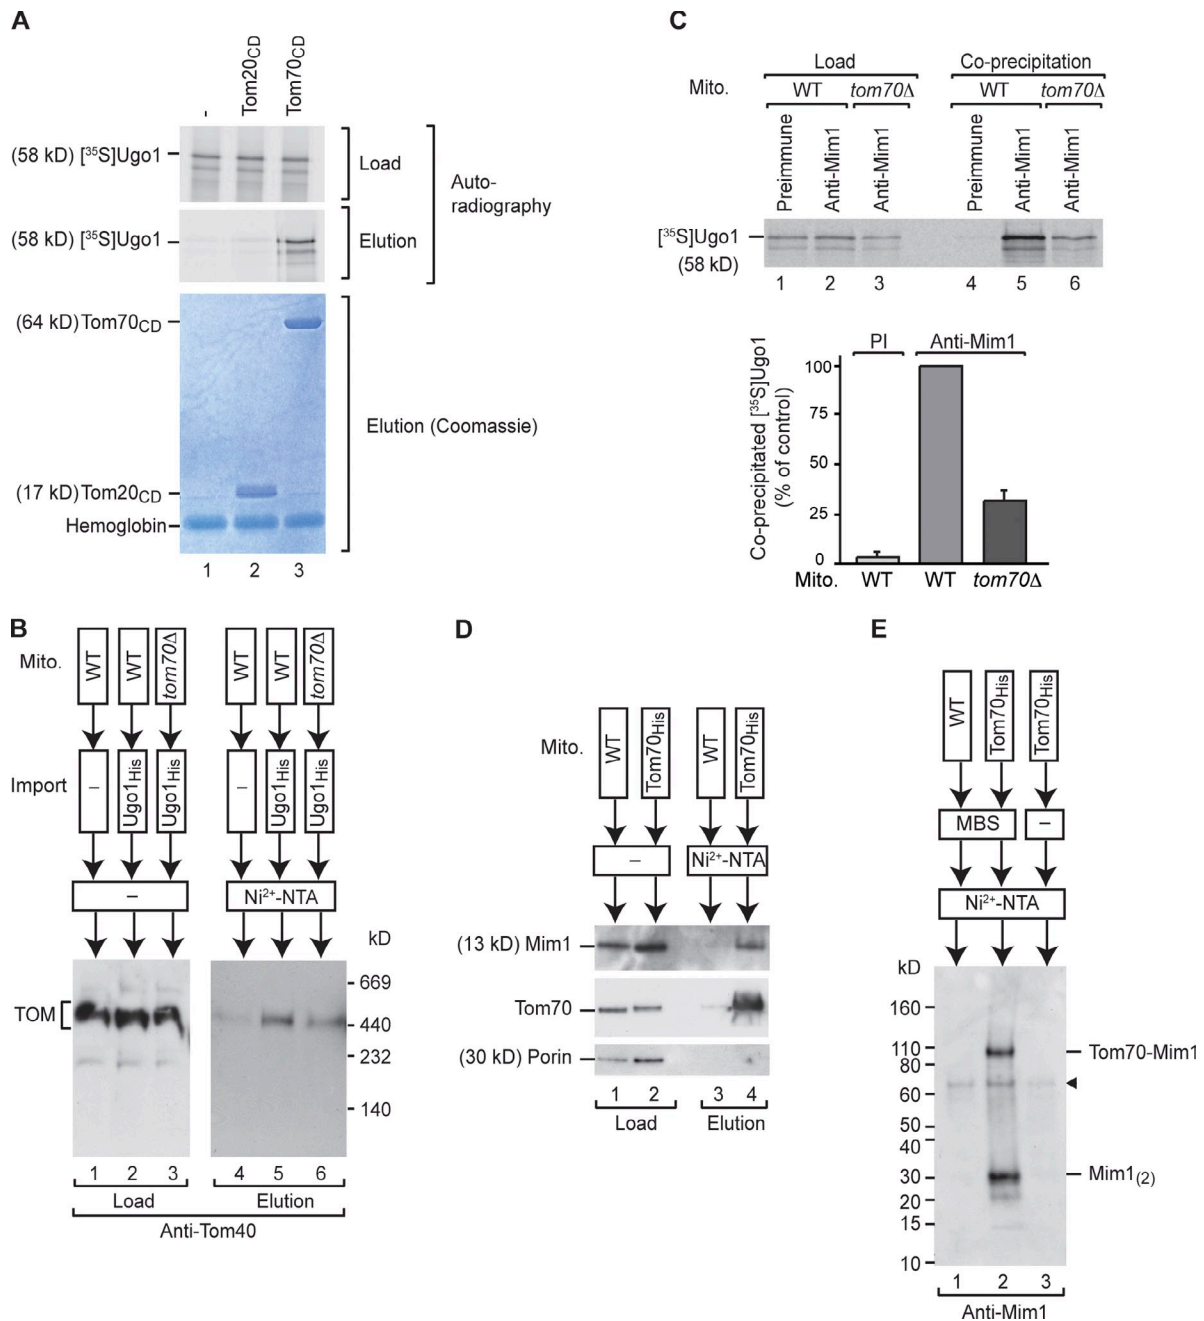 A
-
Tom20CD
Tom70CD
(58 kD) [³⁵S]Ugo1
Load
(58 kD) [³⁵S]Ugo1
Elution
Auto-
radiography
(64 kD) Tom70CD
Elution (Coomassie)
(17 kD) Tom20CD
Hemoglobin
1 2 3
C
Load Co-precipitation
Mito. WT tom70Δ WT tom70Δ
Preimmune Anti-Mim1 Anti-Mim1 Preimmune Anti-Mim1 Anti-Mim1
[³⁵S]Ugo1
(58 kD)
1 2 3 4 5 6
PI Anti-Mim1
Co-precipitated [³⁵S]Ugo1
(% of control)
100
75
50
25
0
Mito. WT WT tom70Δ
B
Mito. WT WT tom70Δ WT WT tom70Δ
Import – Ugo1His Ugo1His – Ugo1His Ugo1His
– Ni²⁺-NTA
kD
TOM
669
440
232
140
1 2 3 4 5 6
Load Elution
Anti-Tom40
D
Mito. WT Tom70His WT Tom70His
– Ni²⁺-NTA
(13 kD) Mim1
Tom70
(30 kD) Porin
1 2 3 4
Load Elution
E
WT Tom70His Tom70His
MBS –
Ni²⁺-NTA
kD
160
110
80
60
50
40
30
20
15
10
Tom70-Mim1
Mim1(2)
1 2 3
Anti-Mim1